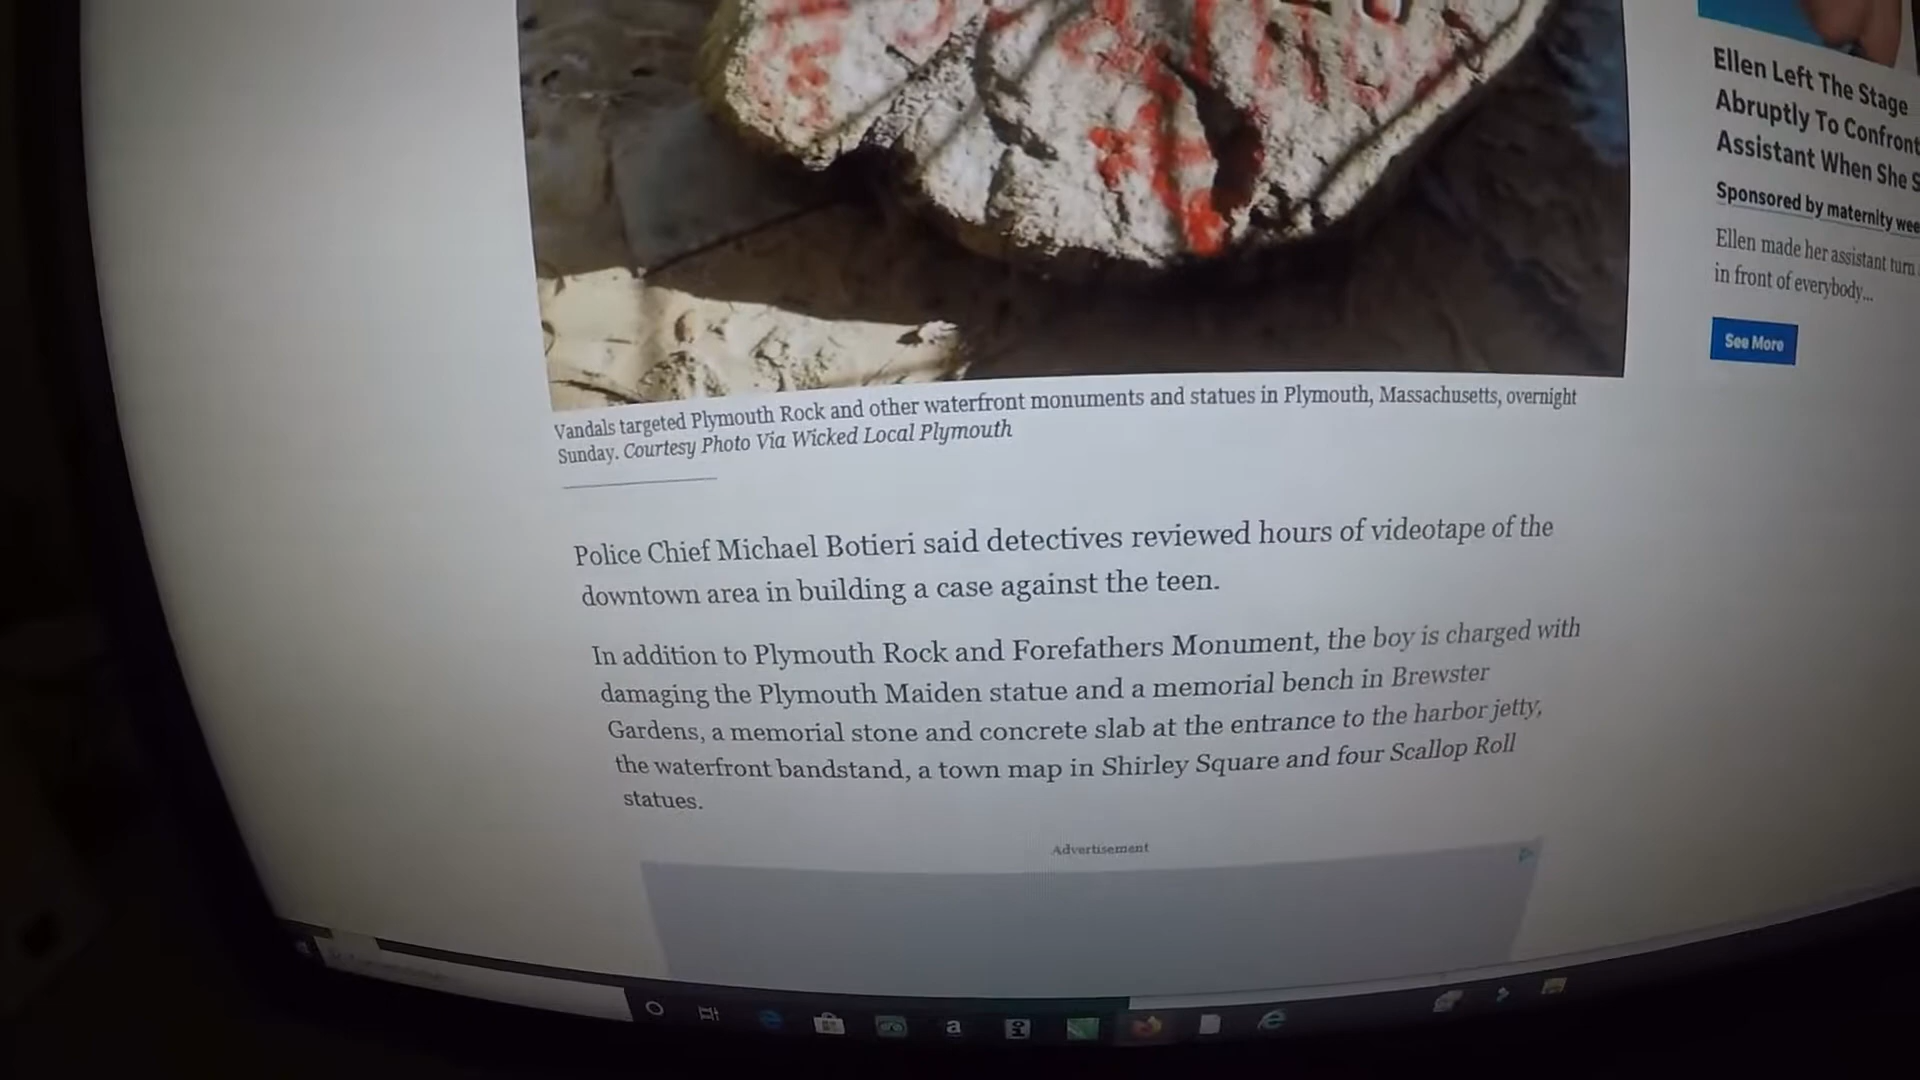 Ellen Left The Stage
Abruptly To Confront
Assistant When She S
Sponsored by maternity wee
Ellen made her assistant turn
in front of everybody...
See More
Vandals targeted Plymouth Rock and other waterfront monuments and statues in Plymouth, Massachusetts, overnight
Sunday. Courtesy Photo Via Wicked Local Plymouth
Police Chief Michael Botieri said detectives reviewed hours of videotape of the
downtown area in building a case against the teen.
In addition to Plymouth Rock and Forefathers Monument, the boy is charged with
damaging the Plymouth Maiden statue and a memorial bench in Brewster
Gardens, a memorial stone and concrete slab at the entrance to the harbor jetty,
the waterfront bandstand, a town map in Shirley Square and four Scallop Roll
statues.
Advertisement